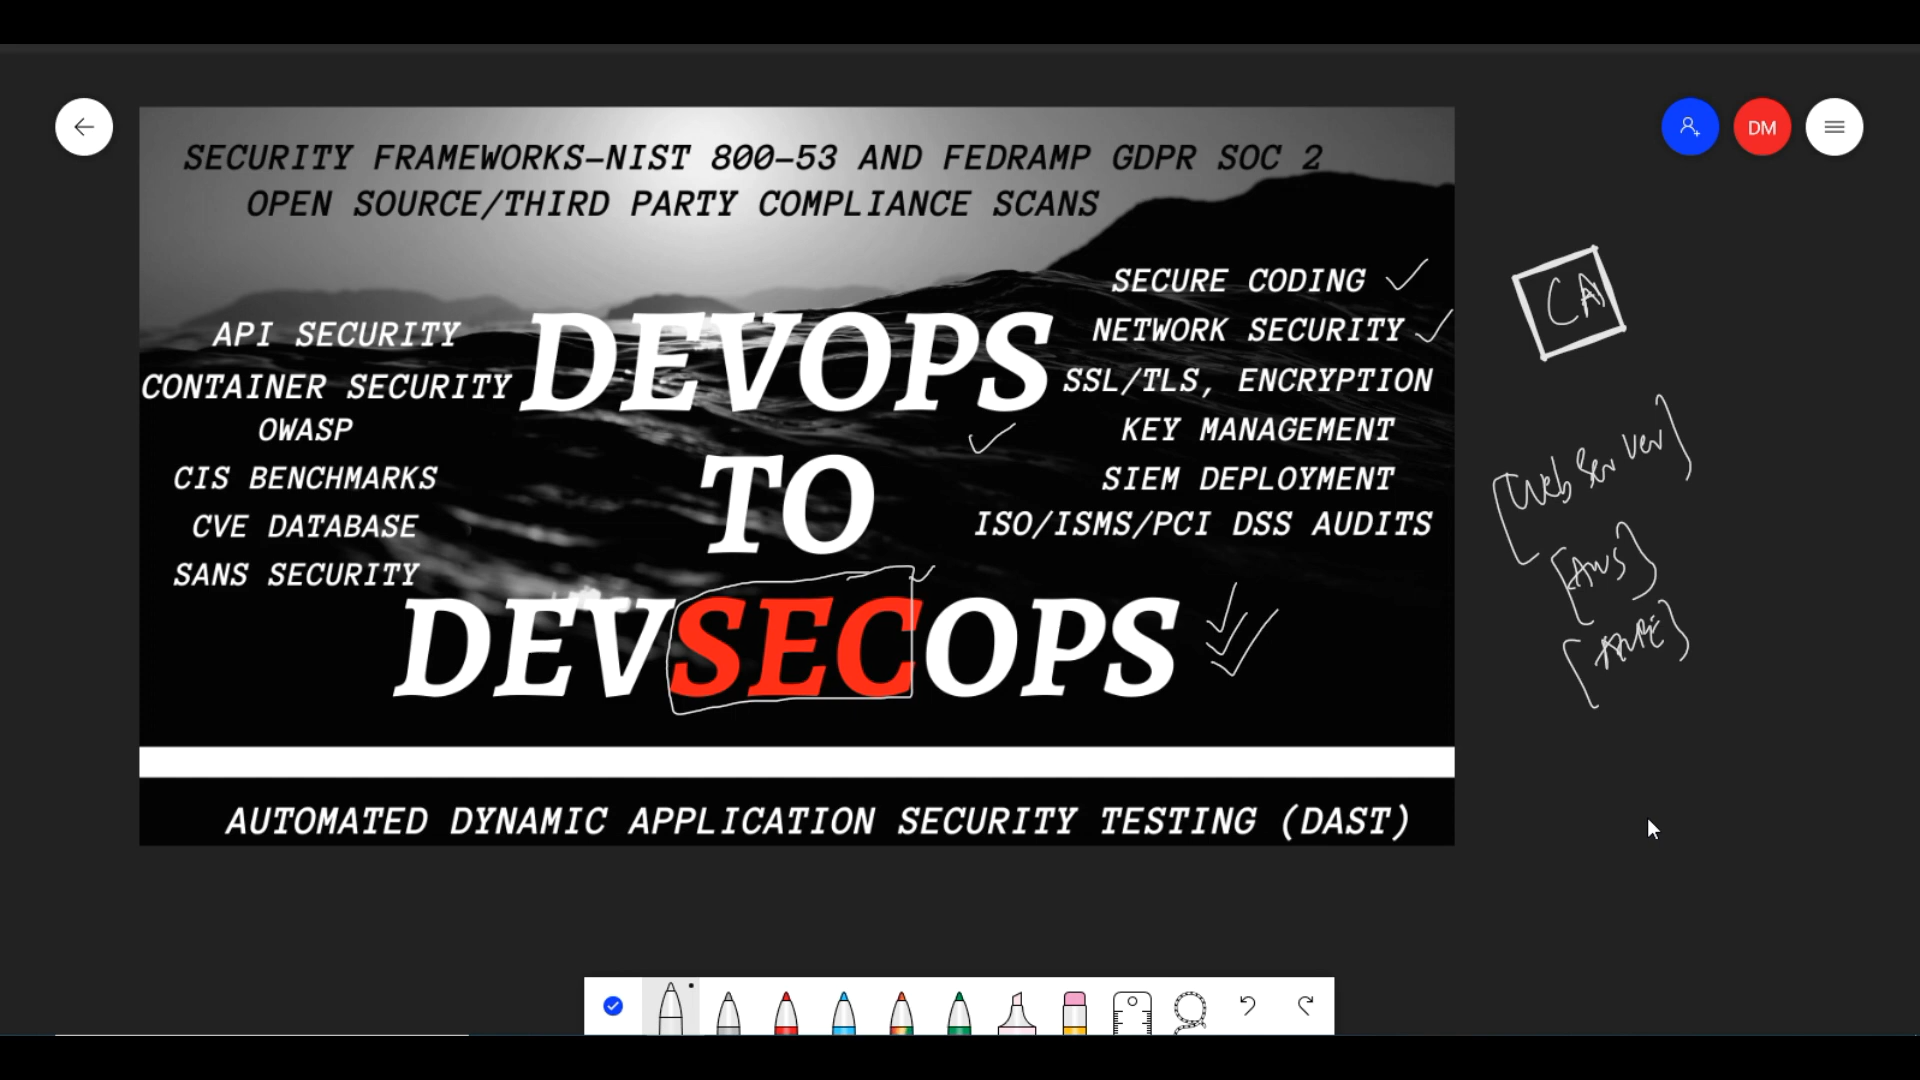 DM
SECURITY FRAMEWORKS-NIST 800-53 AND FEDRAMP GDPR SOC 2
OPEN SOURCE/THIRD PARTY COMPLIANCE SCANS
API SECURITY
CONTAINER SECURITY
OWASP
CIS BENCHMARKS
CVE DATABASE
SANS SECURITY
DEVOPS
TO
DEVSECOPS
SECURE CODING
NETWORK SECURITY
SSL/TLS, ENCRYPTION
KEY MANAGEMENT
SIEM DEPLOYMENT
ISO/ISMS/PCI DSS AUDITS
AUTOMATED DYNAMIC APPLICATION SECURITY TESTING (DAST)
CA
[Web Server]
[AWS]